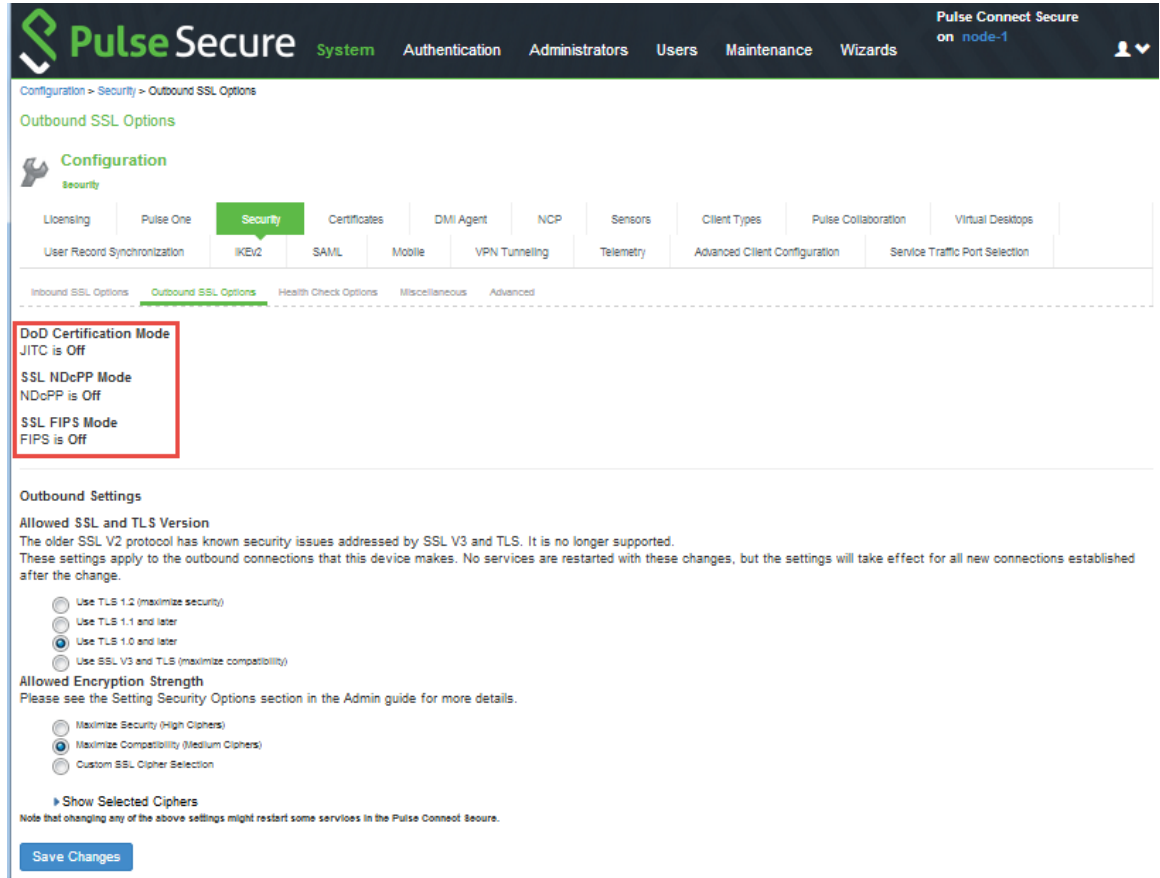 Pulse Secure System Authentication Administrators Users Maintenance Wizards
Pulse Connect Secure
on node-1
Configuration > Security > Outbound SSL Options
Outbound SSL Options
Configuration
Security
Licensing Pulse One Security Certificates DMI Agent NCP Sensors Client Types Pulse Collaboration Virtual Desktops
User Record Synchronization IKEv2 SAML Mobile VPN Tunneling Telemetry Advanced Client Configuration Service Traffic Port Selection
Inbound SSL Options Outbound SSL Options Health Check Options Miscellaneous Advanced
DoD Certification Mode
JITC is Off
SSL NDcPP Mode
NDcPP is Off
SSL FIPS Mode
FIPS is Off
Outbound Settings
Allowed SSL and TLS Version
The older SSL V2 protocol has known security issues addressed by SSL V3 and TLS. It is no longer supported.
These settings apply to the outbound connections that this device makes. No services are restarted with these changes, but the settings will take effect for all new connections established
after the change.
Use TLS 1.2 (maximize security)
Use TLS 1.1 and later
Use TLS 1.0 and later
Use SSL V3 and TLS (maximize compatibility)
Allowed Encryption Strength
Please see the Setting Security Options section in the Admin guide for more details.
Maximize Security (High Ciphers)
Maximize Compatibility (Medium Ciphers)
Custom SSL Cipher Selection
Show Selected Ciphers
Note that changing any of the above settings might restart some services in the Pulse Connect Secure.
Save Changes